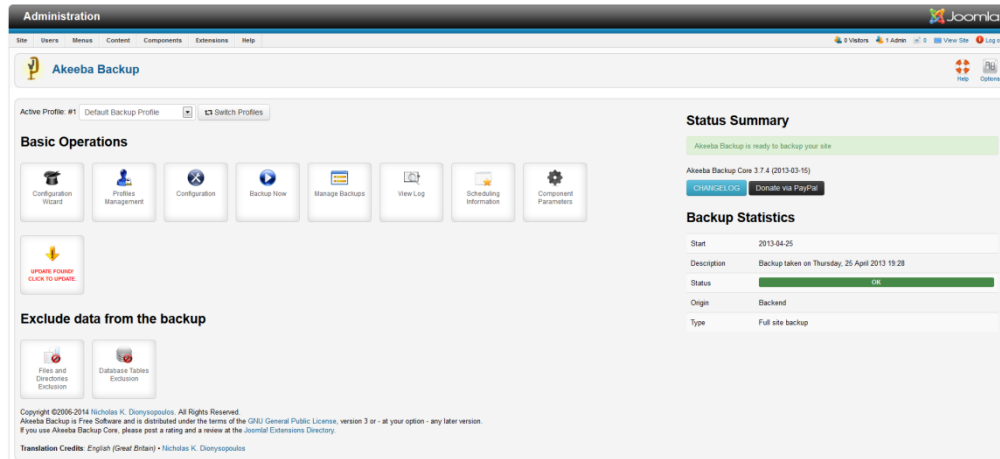 Administration
Joomla
Site Users Menus Content Components Extensions Help
0 Visitors 1 Admin 0 View Site Log o
Akeeba Backup
Help Options
Active Profile: #1 Default Backup Profile Switch Profiles
Basic Operations
Configuration Wizard
Profiles Management
Configuration
Backup Now
Manage Backups
View Log
Scheduling Information
Component Parameters
UPDATE FOUND!
CLICK TO UPDATE.
Exclude data from the backup
Files and Directories Exclusion
Database Tables Exclusion
Copyright ©2006-2014 Nicholas K. Dionysopoulos. All Rights Reserved.
Akeeba Backup is Free Software and is distributed under the terms of the GNU General Public License, version 3 or - at your option - any later version.
If you use Akeeba Backup Core, please post a rating and a review at the Joomla! Extensions Directory.
Translation Credits: English (Great Britain) • Nicholas K. Dionysopoulos
Status Summary
Akeeba Backup is ready to backup your site
Akeeba Backup Core 3.7.4 (2013-03-15)
CHANGELOG Donate via PayPal
Backup Statistics
Start 2013-04-25
Description Backup taken on Thursday, 25 April 2013 19:28
Status OK
Origin Backend
Type Full site backup